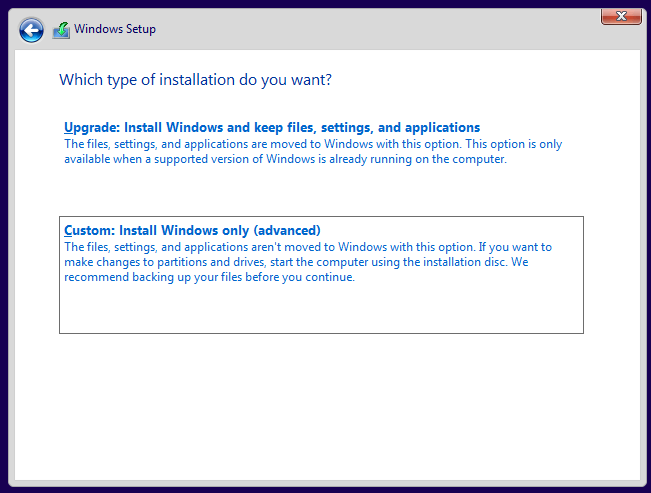 Windows Setup
Which type of installation do you want?
Upgrade: Install Windows and keep files, settings, and applications
The files, settings, and applications are moved to Windows with this option. This option is only
available when a supported version of Windows is already running on the computer.
Custom: Install Windows only (advanced)
The files, settings, and applications aren't moved to Windows with this option. If you want to
make changes to partitions and drives, start the computer using the installation disc. We
recommend backing up your files before you continue.